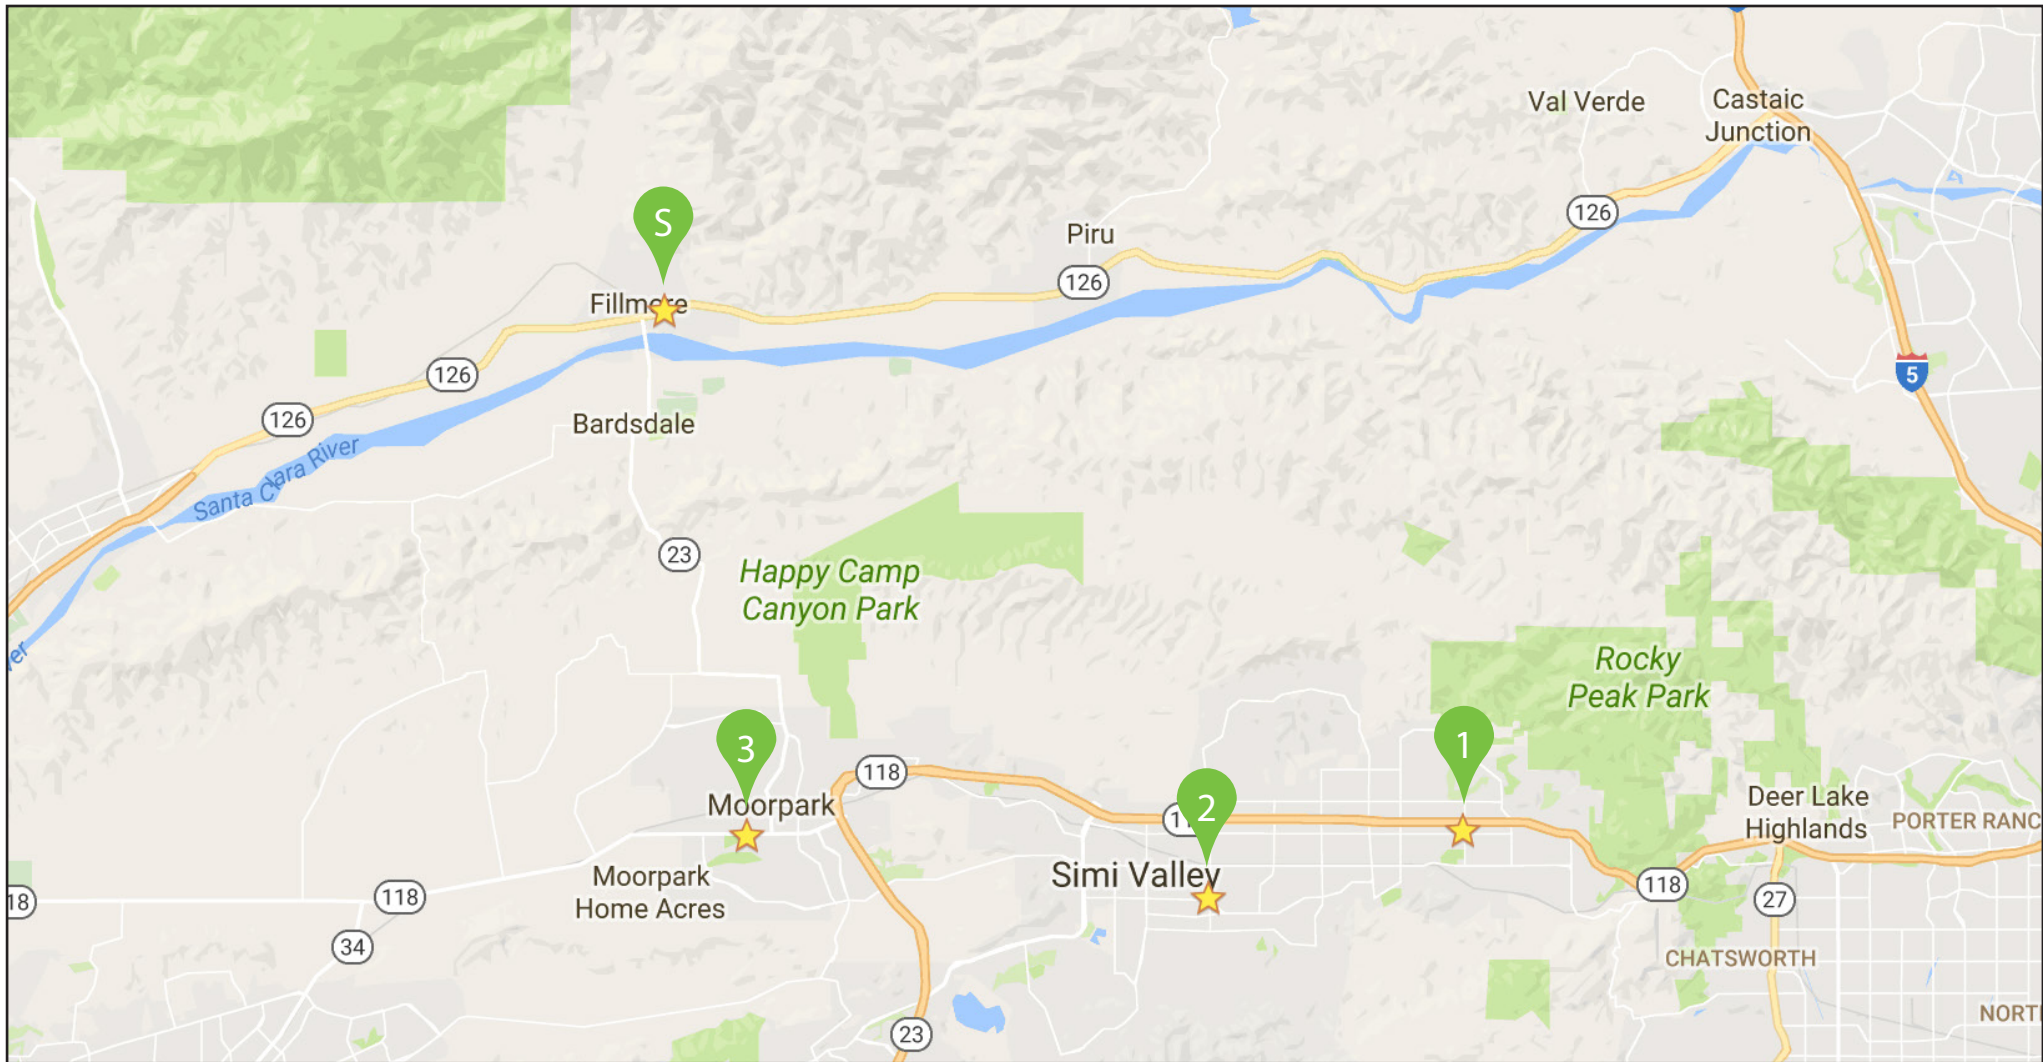 Val Verde
Castaic
Junction
126
S
Piru
126
Fillmore
5
126
126
Bardsdale
Santa Clara River
23
Happy Camp
Canyon Park
Rocky
Peak Park
3
1
118
2
Moorpark
Deer Lake
Highlands
PORTER RANC
Simi Valley
Moorpark
Home Acres
118
18
118
27
34
CHATSWORTH
NORT
23